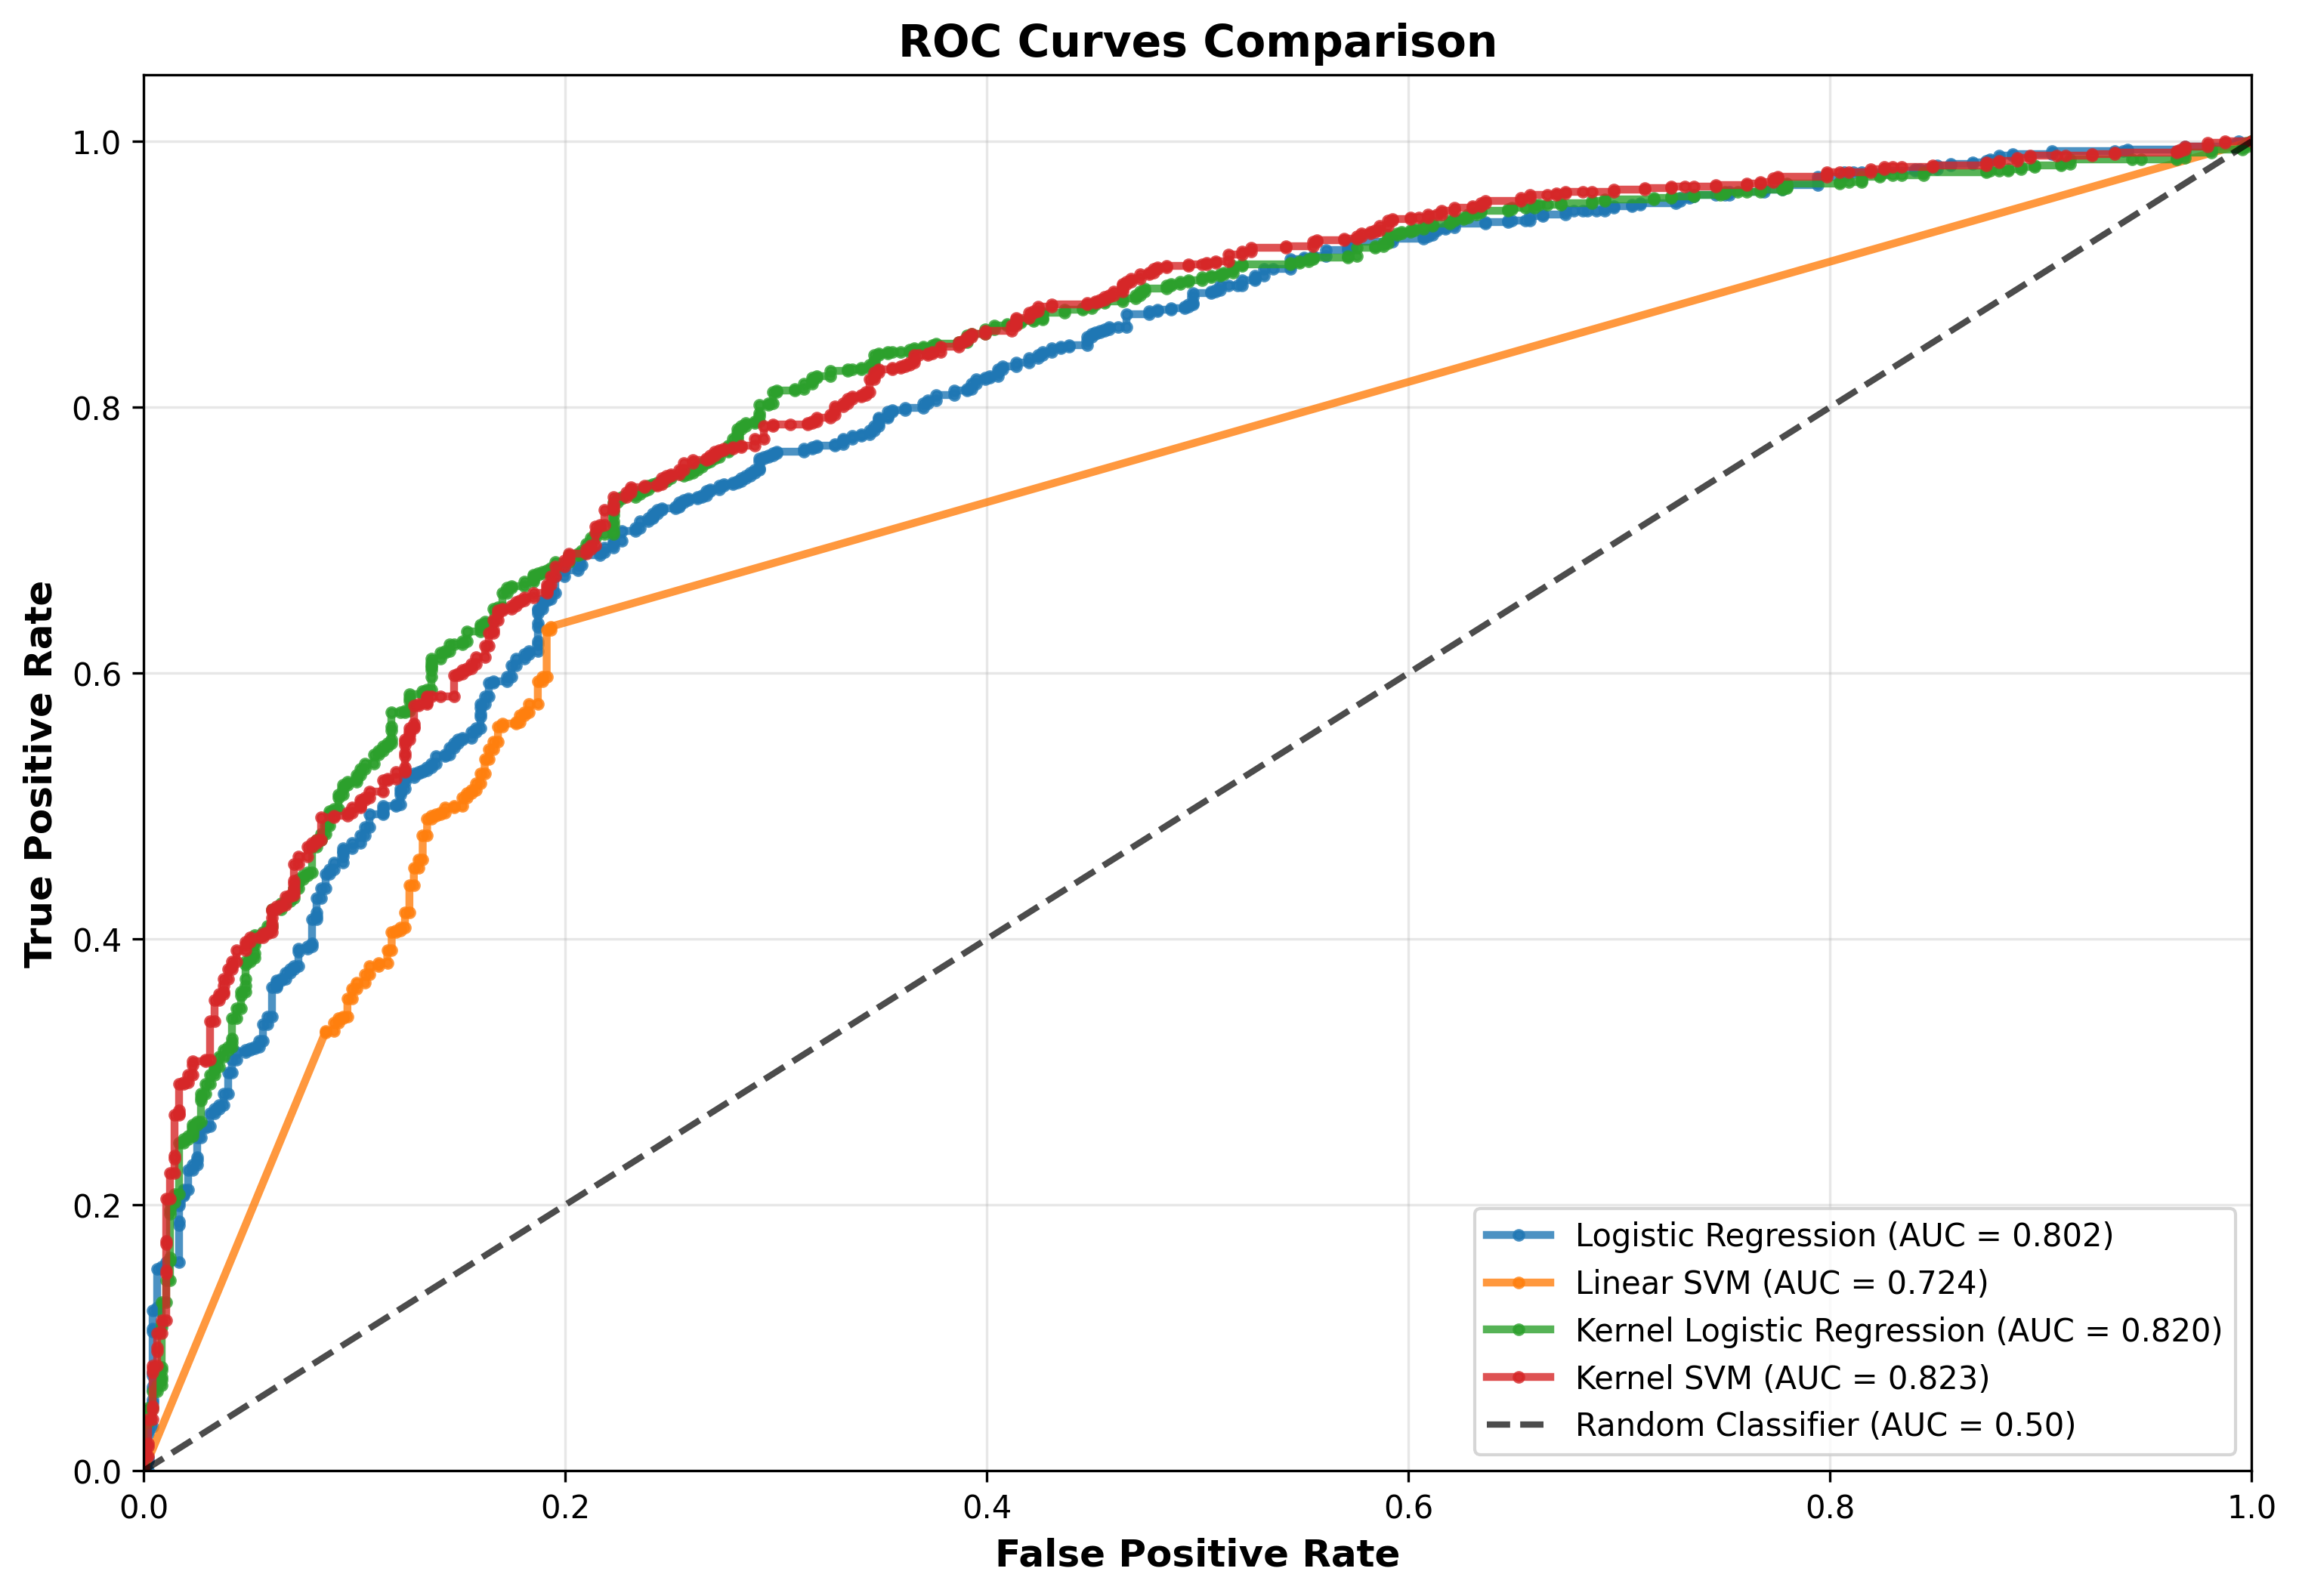 ROC Curves Comparison
True Positive Rate
1.0
0.8
0.6
0.4
0.2
0.0
0.0 0.2 0.4 0.6 0.8 1.0
False Positive Rate
Logistic Regression (AUC = 0.802)
Linear SVM (AUC = 0.724)
Kernel Logistic Regression (AUC = 0.820)
Kernel SVM (AUC = 0.823)
Random Classifier (AUC = 0.50)